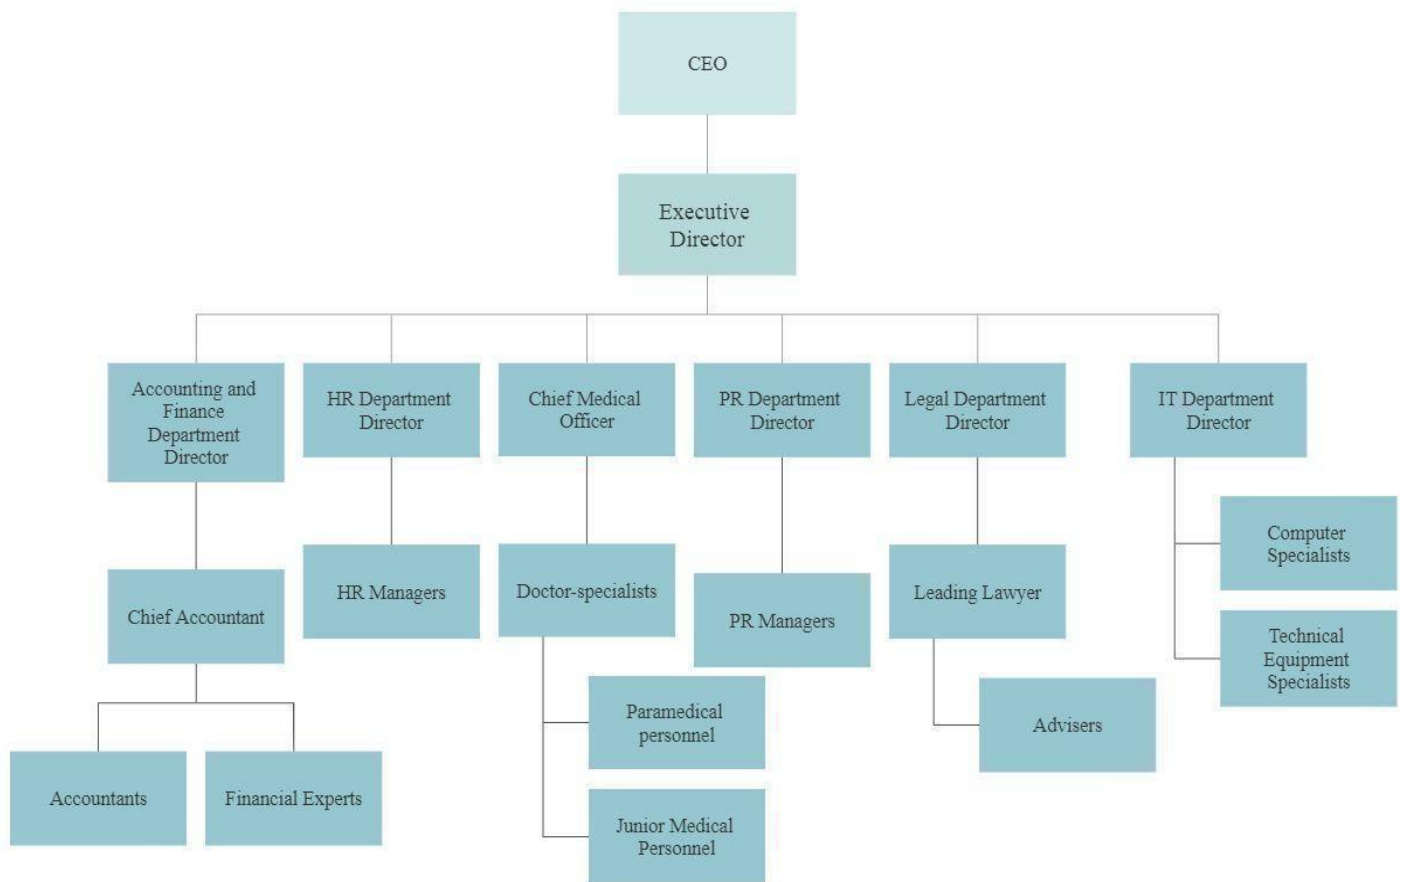 CEO
Executive
Director
Accounting and
Finance
Department
Director
HR Department
Director
Chief Medical
Officer
PR Department
Director
Legal Department
Director
IT Department
Director
Chief Accountant
HR Managers
Doctor-specialists
PR Managers
Leading Lawyer
Computer
Specialists
Technical
Equipment
Specialists
Accountants
Financial Experts
Paramedical
personnel
Junior Medical
Personnel
Advisers